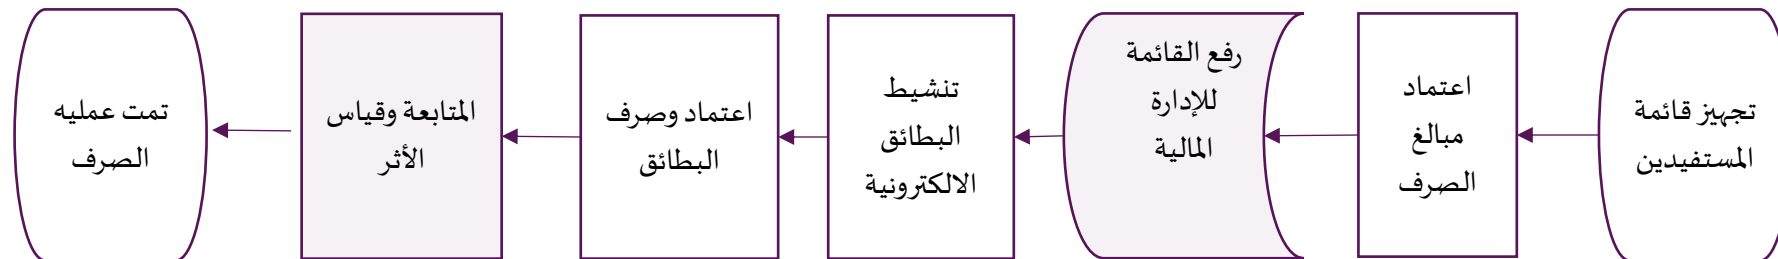 تجهيز قائمة
المستفيدين
اعتماد
مبالغ
الصرف
رفع القائمة
للإدارة
المالية
تنشيط
البطائق
الالكترونية
اعتماد وصرف
البطائق
المتابعة وقياس
الأثر
تمت عمليه
الصرف